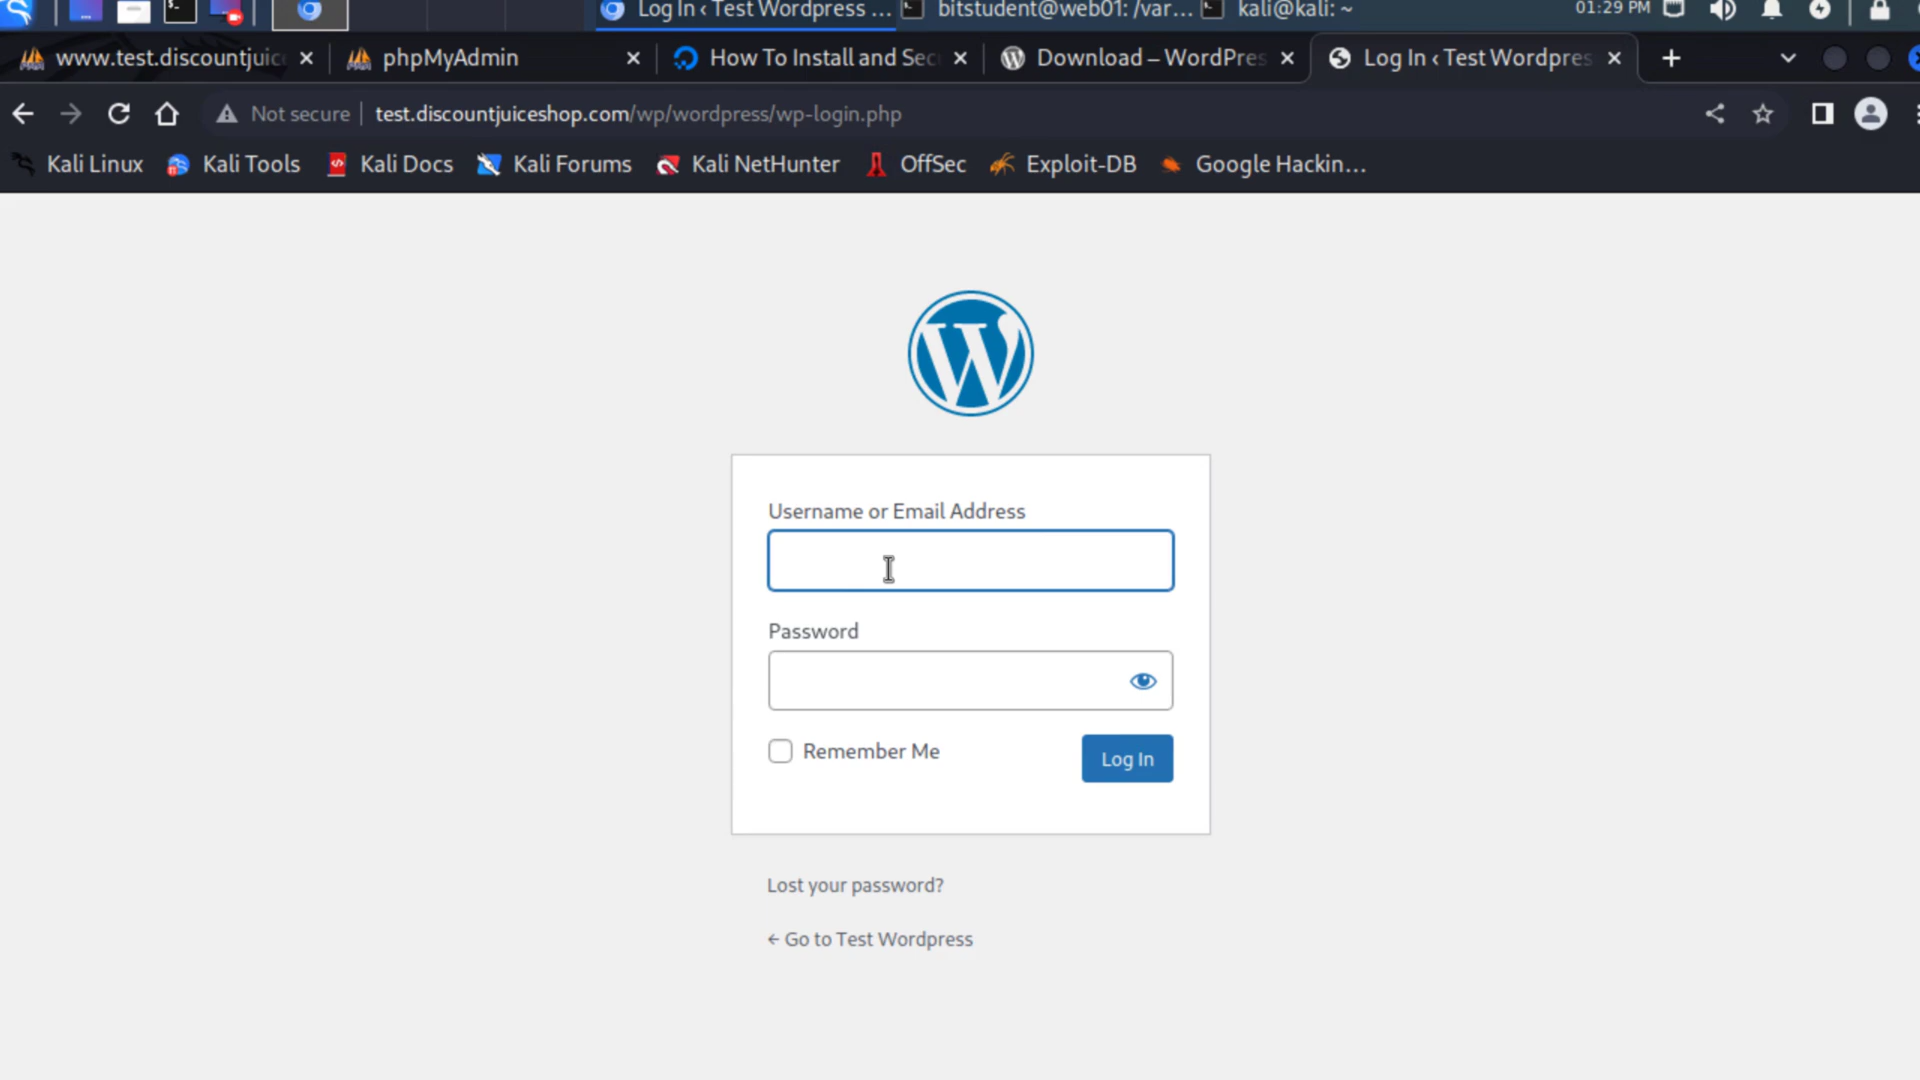 Log In ‹ Test Wordpress ... bitstudent@web01: /var... kali@kali: ~ 01:29 PM
www.test.discountjuic phpMyAdmin How To Install and Sec Download – WordPres Log In ‹ Test Wordpres
Not secure test.discountjuiceshop.com/wp/wordpress/wp-login.php
Kali Linux Kali Tools Kali Docs Kali Forums Kali NetHunter OffSec Exploit-DB Google Hackin...
Username or Email Address
Password
Remember Me Log In
Lost your password?
← Go to Test Wordpress